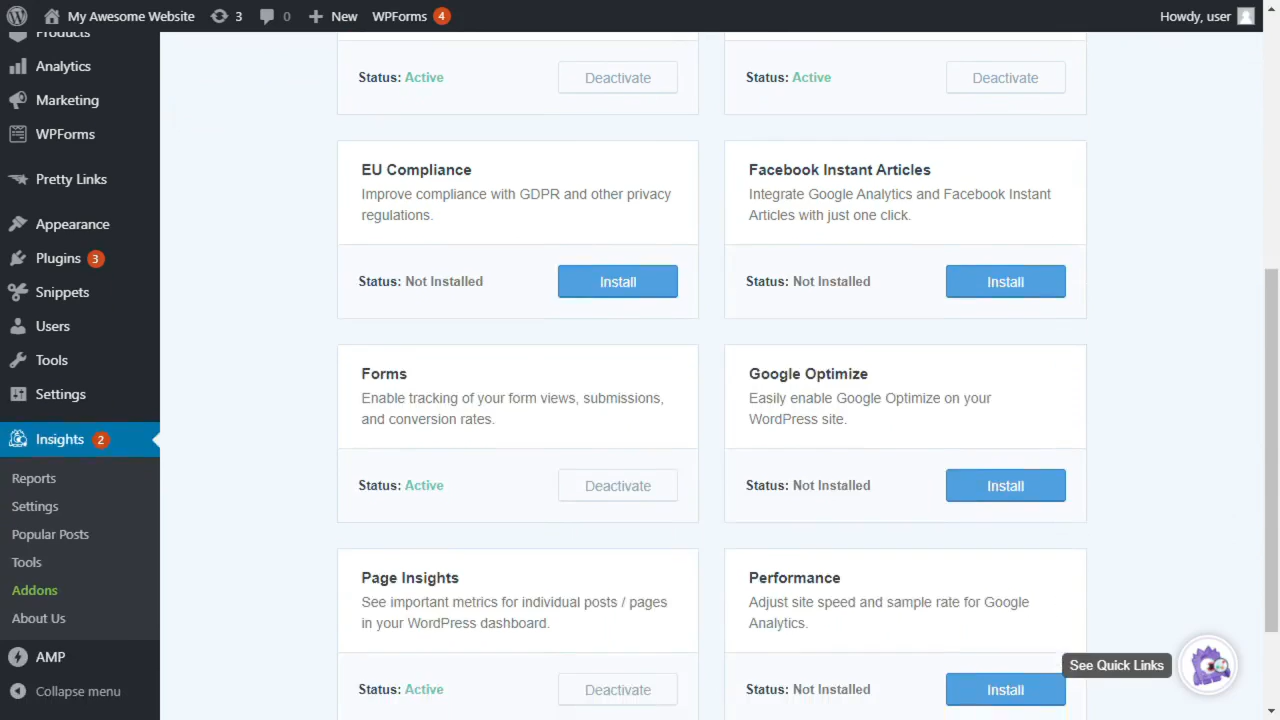 My Awesome Website 3 0 New WPForms 4 Howdy, user
Products
Analytics
Marketing
WPForms
Pretty Links
Appearance
Plugins 3
Snippets
Users
Tools
Settings
Insights 2
Reports
Settings
Popular Posts
Tools
Addons
About Us
AMP
Collapse menu
Status: Active Deactivate
Status: Active Deactivate
EU Compliance
Improve compliance with GDPR and other privacy
regulations.
Status: Not Installed Install
Facebook Instant Articles
Integrate Google Analytics and Facebook Instant
Articles with just one click.
Status: Not Installed Install
Forms
Enable tracking of your form views, submissions,
and conversion rates.
Status: Active Deactivate
Google Optimize
Easily enable Google Optimize on your
WordPress site.
Status: Not Installed Install
Page Insights
See important metrics for individual posts / pages
in your WordPress dashboard.
Status: Active Deactivate
Performance
Adjust site speed and sample rate for Google
Analytics.
Status: Not Installed Install
See Quick Links